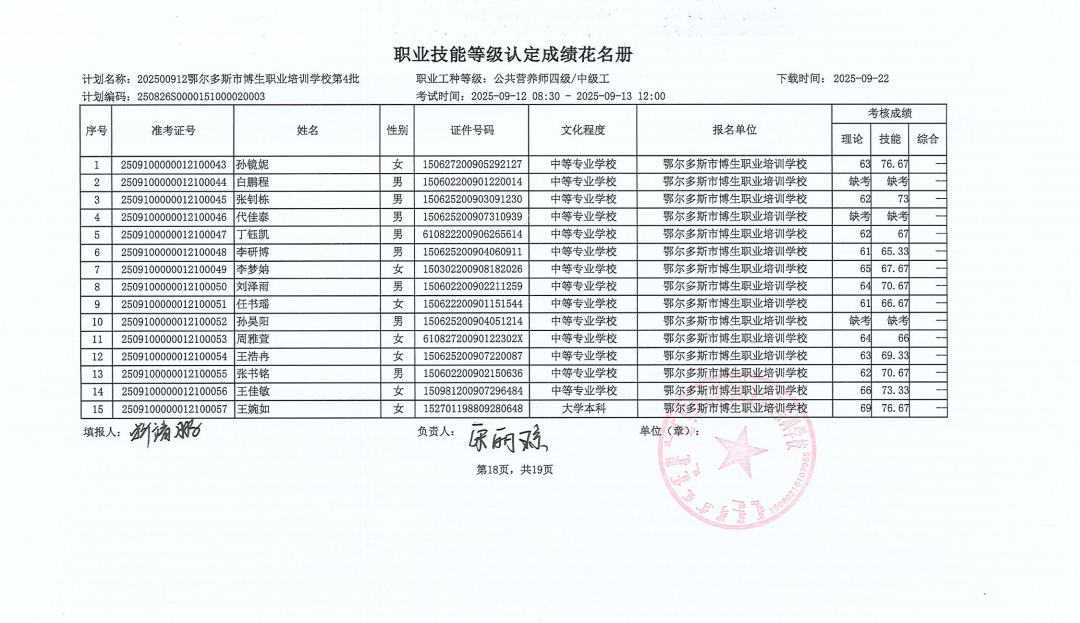 职业技能等级认定成绩花名册
计划名称：202500912鄂尔多斯市博生职业培训学校第4批 职业工种等级：公共营养师四级/中级工 下载时间：2025-09-22
计划编码：250826S0000151000020003 考试时间：2025-09-12 08:30 - 2025-09-13 12:00
序号 准考证号 姓名 性别 证件号码 文化程度 报名单位 考核成绩
理论 技能 综合
1 2509100000012100043 孙镜妮 女 150627200905292127 中等专业学校 鄂尔多斯市博生职业培训学校 63 76.67 —
2 2509100000012100044 白鹏程 男 150602200901220014 中等专业学校 鄂尔多斯市博生职业培训学校 缺考 缺考 —
3 2509100000012100045 张钊栋 男 150625200903091230 中等专业学校 鄂尔多斯市博生职业培训学校 62 73 —
4 2509100000012100046 代佳泰 男 150625200907310939 中等专业学校 鄂尔多斯市博生职业培训学校 缺考 缺考 —
5 2509100000012100047 丁钰凯 男 610822200906265614 中等专业学校 鄂尔多斯市博生职业培训学校 62 67 —
6 2509100000012100048 李研博 男 150625200904060911 中等专业学校 鄂尔多斯市博生职业培训学校 61 65.33 —
7 2509100000012100049 李梦妠 女 150302200908182026 中等专业学校 鄂尔多斯市博生职业培训学校 65 67.67 —
8 2509100000012100050 刘泽雨 男 150602200902211259 中等专业学校 鄂尔多斯市博生职业培训学校 64 70.67 —
9 2509100000012100051 任书瑶 女 150622200901151544 中等专业学校 鄂尔多斯市博生职业培训学校 61 66.67 —
10 2509100000012100052 孙昊阳 男 150625200904051214 中等专业学校 鄂尔多斯市博生职业培训学校 缺考 缺考 —
11 2509100000012100053 周雅萱 女 61082720090122302X 中等专业学校 鄂尔多斯市博生职业培训学校 64 66 —
12 2509100000012100054 王浩冉 女 150625200907220087 中等专业学校 鄂尔多斯市博生职业培训学校 63 69.33 —
13 2509100000012100055 张书铭 男 150602200902150636 中等专业学校 鄂尔多斯市博生职业培训学校 62 70.67 —
14 2509100000012100056 王佳敏 女 150981200907296484 中等专业学校 鄂尔多斯市博生职业培训学校 66 73.33 —
15 2509100000012100057 王婉如 女 152701198809280648 大学本科 鄂尔多斯市博生职业培训学校 69 76.67 —
填报人： 负责人： 单位（章）：
第18页，共19页